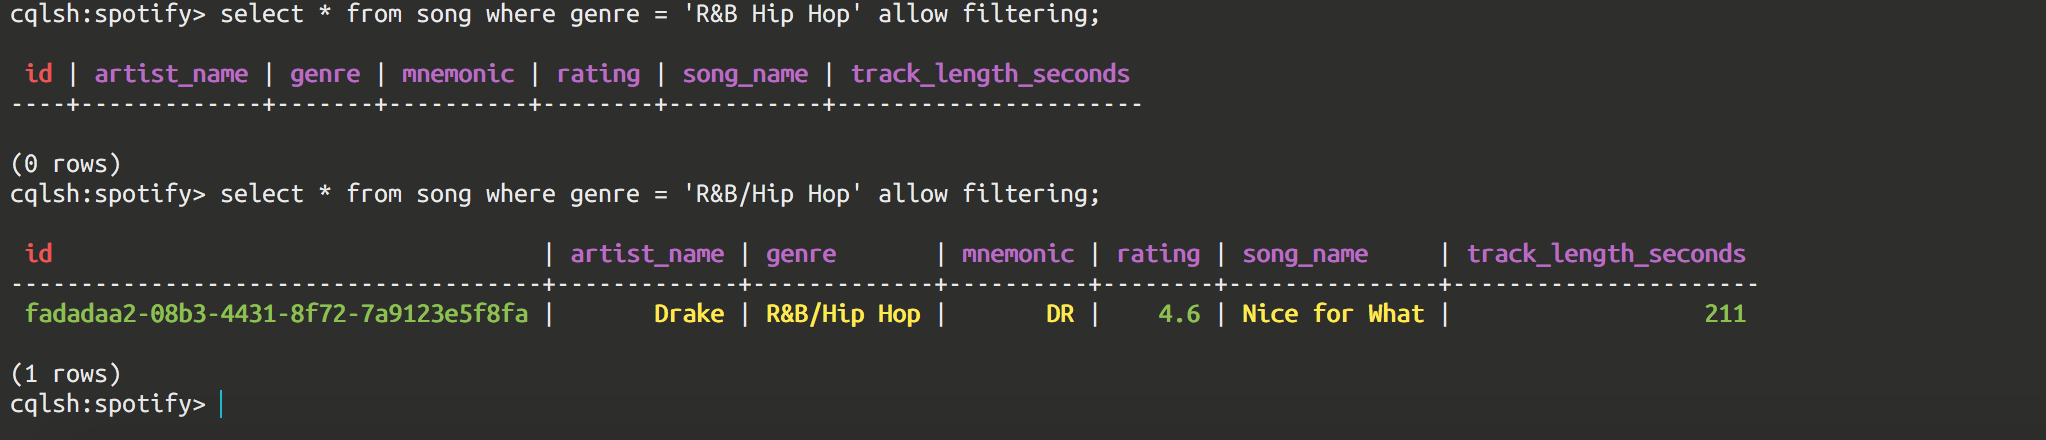 cqlsh:spotify> select * from song where genre = 'R&B Hip Hop' allow filtering;
id | artist_name | genre | mnemonic | rating | song_name | track_length_seconds
----+-------------+-------+----------+--------+-----------+----------------------
(0 rows)
cqlsh:spotify> select * from song where genre = 'R&B/Hip Hop' allow filtering;
id | artist_name | genre | mnemonic | rating | song_name | track_length_seconds
--------------------------------------+-------------+-------------+----------+--------+---------------+----------------------
fadadaa2-08b3-4431-8f72-7a9123e5f8fa | Drake | R&B/Hip Hop | DR | 4.6 | Nice for What | 211
(1 rows)
cqlsh:spotify>